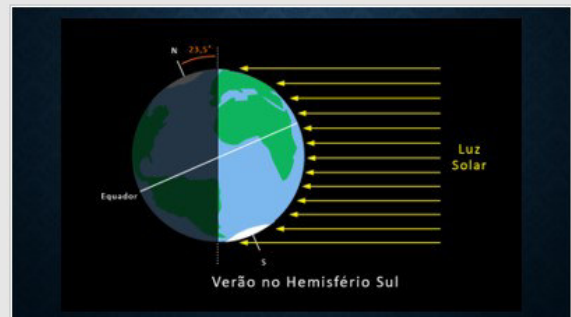 N 23,5°
Luz
Solar
Equador
S
Verão no Hemisfério Sul